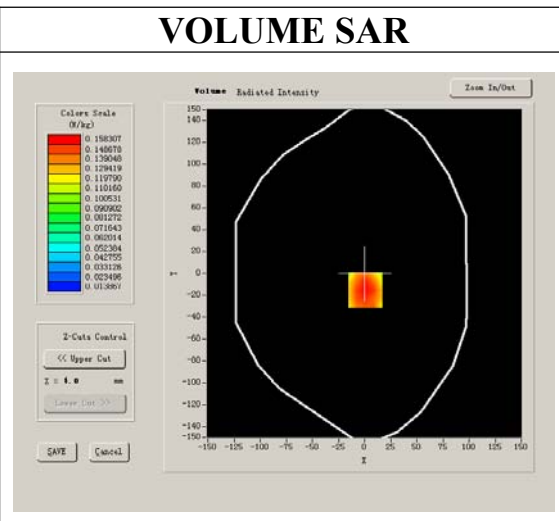 VOLUME SAR
Volume Radiated Intensity
Zoom In/Out
Colors Scale
(W/kg)
0.158307
0.148678
0.139048
0.129419
0.119790
0.110160
0.100531
0.090902
0.081272
0.071643
0.062014
0.052384
0.042755
0.033126
0.023496
0.013867
Z-Cuts Control
<< Upper Cut
Z = 4.0 mm
Lower Cut >>
SAVE Cancel
150
140
120
100
80
60
40
20
0
-20
-40
-60
-80
-100
-120
-140
-150
Y
-150 -125 -100 -75 -50 -25 0 25 50 75 100 125 150
X